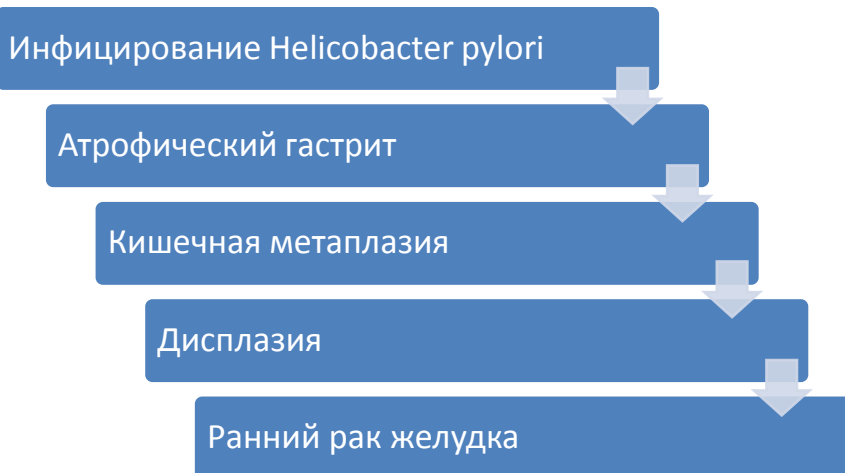 Инфицирование Helicobacter pylori
Атрофический гастрит
Кишечная метаплазия
Дисплазия
Ранний рак желудка